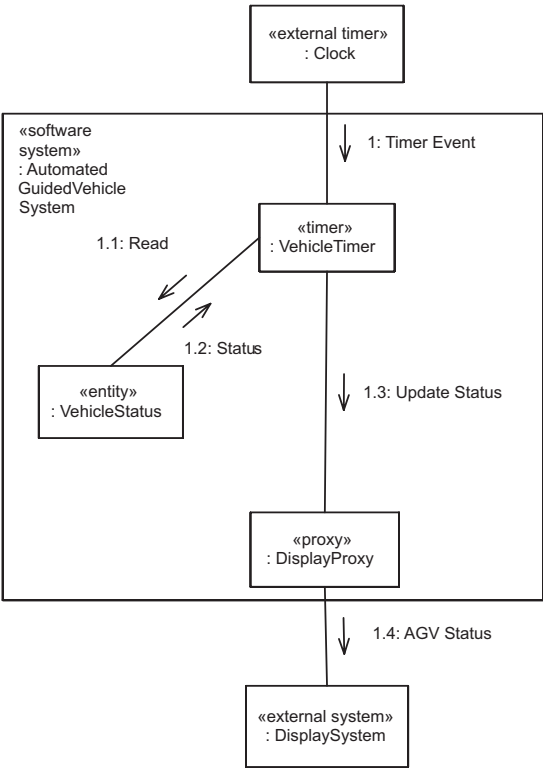 «external timer»
: Clock
«software
system»
: Automated
GuidedVehicle
System
1: Timer Event
«timer»
: VehicleTimer
1.1: Read
1.2: Status
«entity»
: VehicleStatus
1.3: Update Status
«proxy»
: DisplayProxy
1.4: AGV Status
«external system»
: DisplaySystem